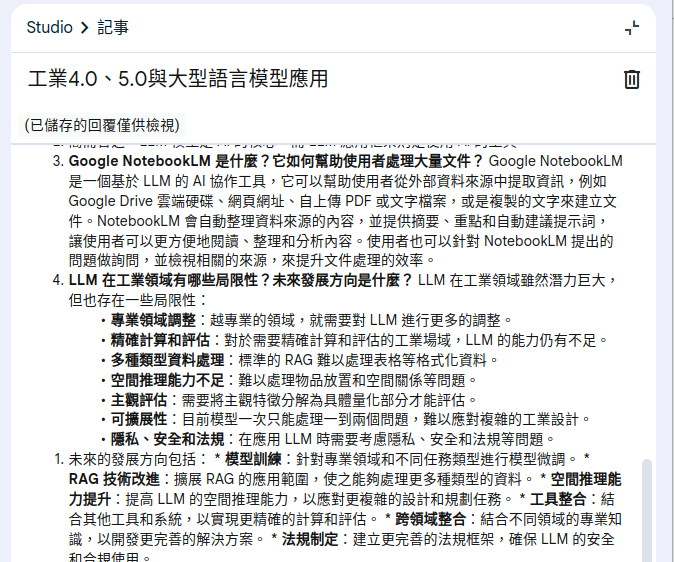 Studio > 記事
工業4.0、5.0與大型語言模型應用
(已儲存的回覆僅供檢視)
3. Google NotebookLM 是什麼？它如何幫助使用者處理大量文件？ Google NotebookLM
是一個基於 LLM 的 AI 協作工具，它可以幫助使用者從外部資料來源中提取資訊，例如
Google Drive 雲端硬碟、網頁網址、自上傳 PDF 或文字檔案，或是複製的文字來建立文
件。NotebookLM 會自動整理資料來源的內容，並提供摘要、重點和自動建議提示詞，
讓使用者可以更方便地閱讀、整理和分析內容。使用者也可以針對 NotebookLM 提出的
問題做詢問，並檢視相關的來源，來提升文件處理的效率。
4. LLM 在工業領域有哪些局限性？未來發展方向是什麼？ LLM 在工業領域雖然潛力巨大，
但也存在一些局限性：
• 專業領域調整：越專業的領域，就需要對 LLM 進行更多的調整。
• 精確計算和評估：對於需要精確計算和評估的工業場域，LLM 的能力仍有不足。
• 多種類型資料處理：標準的 RAG 難以處理表格等格式化資料。
• 空間推理能力不足：難以處理物品放置和空間關係等問題。
• 主觀評估：需要將主觀特徵分解為具體量化部分才能評估。
• 可擴展性：目前模型一次只能處理一到兩個問題，難以應對複雜的工業設計。
• 隱私、安全和法規：在應用 LLM 時需要考慮隱私、安全和法規等問題。
1. 未來的發展方向包括： * 模型訓練：針對專業領域和不同任務類型進行模型微調。 *
RAG 技術改進：擴展 RAG 的應用範圍，使之能夠處理更多種類型的資料。 * 空間推理能
力提升：提高 LLM 的空間推理能力，以應對更複雜的設計和規劃任務。 * 工具整合：結
合其他工具和系統，以實現更精確的計算和評估。 * 跨領域整合：結合不同領域的專業知
識，以開發更完善的解決方案。 * 法規制定：建立更完善的法規框架，確保 LLM 的安全
和合規使用。